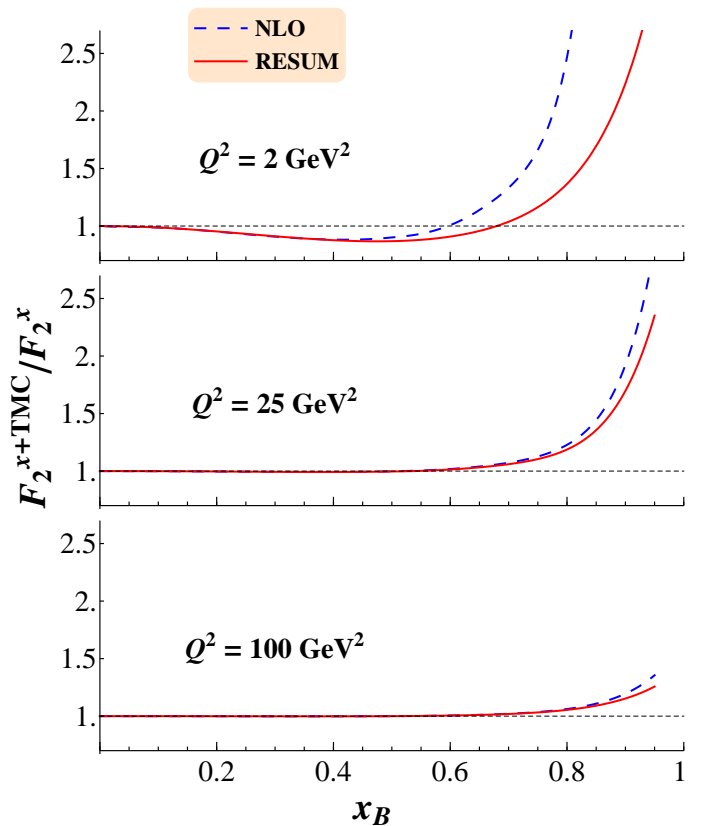 NLO
RESUM
2.5
2.
1.5
1.
Q² = 2 GeV²
2.5
2.
1.5
1.
Q² = 25 GeV²
2.5
2.
1.5
1.
Q² = 100 GeV²
F₂ˣ⁺ᵀᴹᶜ/F₂ˣ
0.2 0.4 0.6 0.8 1
x_B